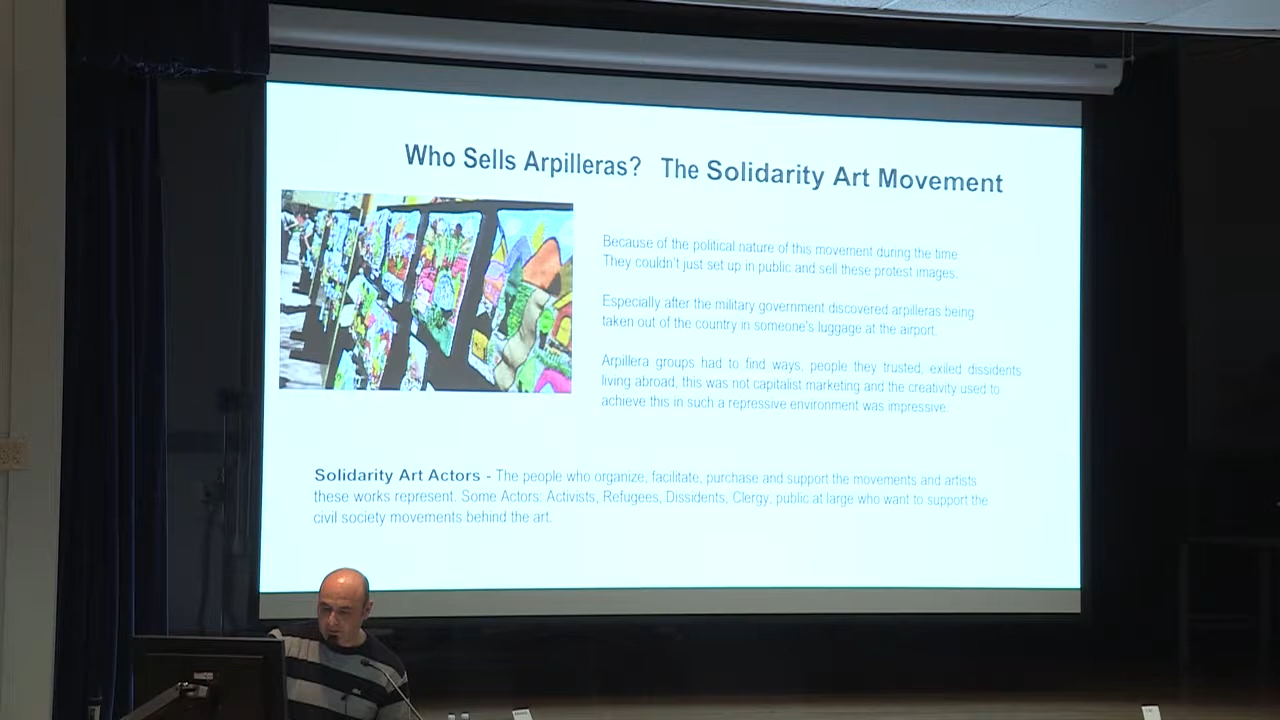 Who Sells Arpilleras? The Solidarity Art Movement
Because of the political nature of this movement during the time
They couldn't just set up in public and sell these protest images.
Especially after the military government discovered arpilleras being
taken out of the country in someone's luggage at the airport.
Arpillera groups had to find ways, people they trusted, exiled dissidents
living abroad, this was not capitalist marketing and the creativity used to
achieve this in such a repressive environment was impressive.
Solidarity Art Actors - The people who organize, facilitate, purchase and support the movements and artists
these works represent. Some Actors: Activists, Refugees, Dissidents, Clergy, public at large who want to support the
civil society movements behind the art.